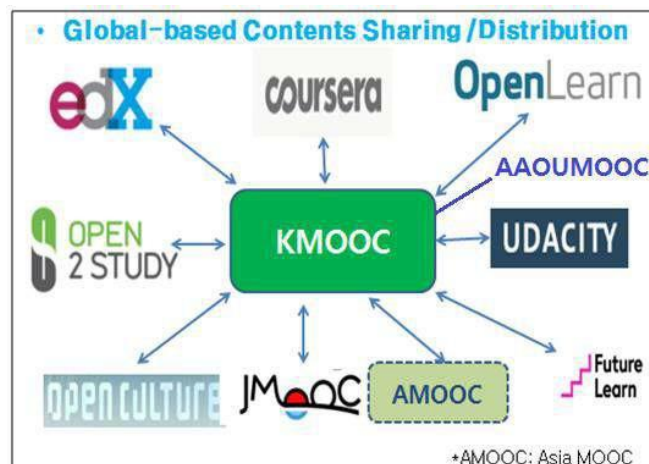 • Global-based Contents Sharing/Distribution
edX
coursera
OpenLearn
AAOUMOOC
OPEN
2 STUDY
KMOOC
UDACITY
OPEN CULTURE
JMOOC
AMOOC
Future
Learn
*AMOOC: Asia MOOC